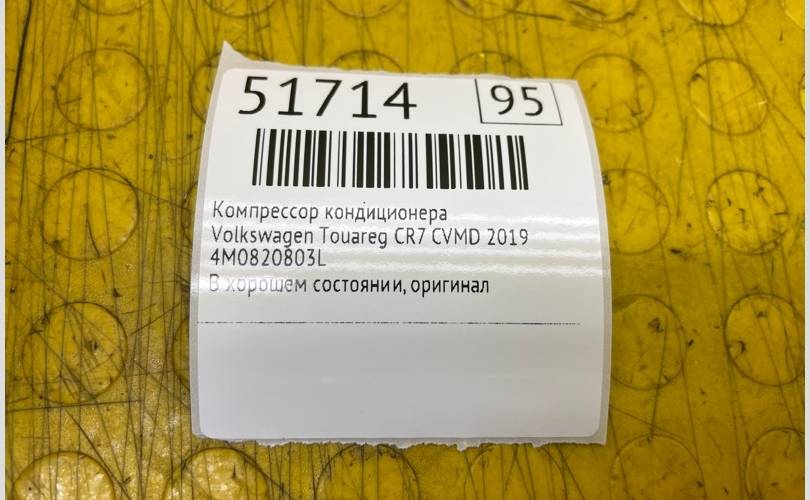 51714 95
Компрессор кондиционера
Volkswagen Touareg CR7 CVMD 2019
4M0820803L
В хорошем состоянии, оригинал